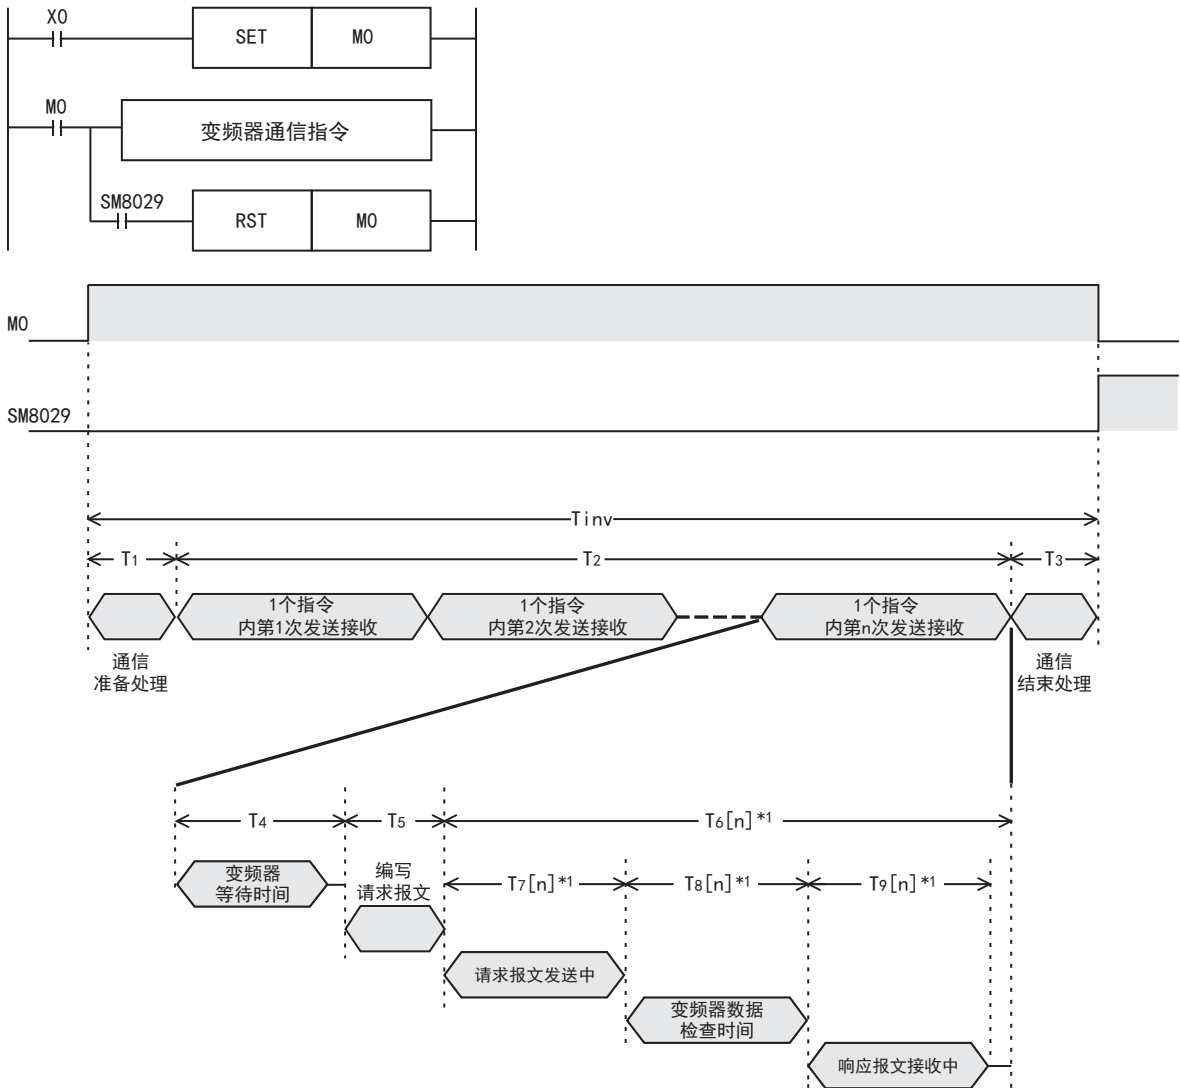 X0
SET
M0
M0
变频器通信指令
SM8029
RST
M0
M0
SM8029
Tinv
T1
T2
T3
1个指令
内第1次发送接收
1个指令
内第2次发送接收
1个指令
内第n次发送接收
通信
准备处理
通信
结束处理
T4
T5
T6[n]*1
变频器
等待时间
编写
请求报文
T7[n]*1
T8[n]*1
T9[n]*1
请求报文发送中
变频器数据
检查时间
响应报文接收中